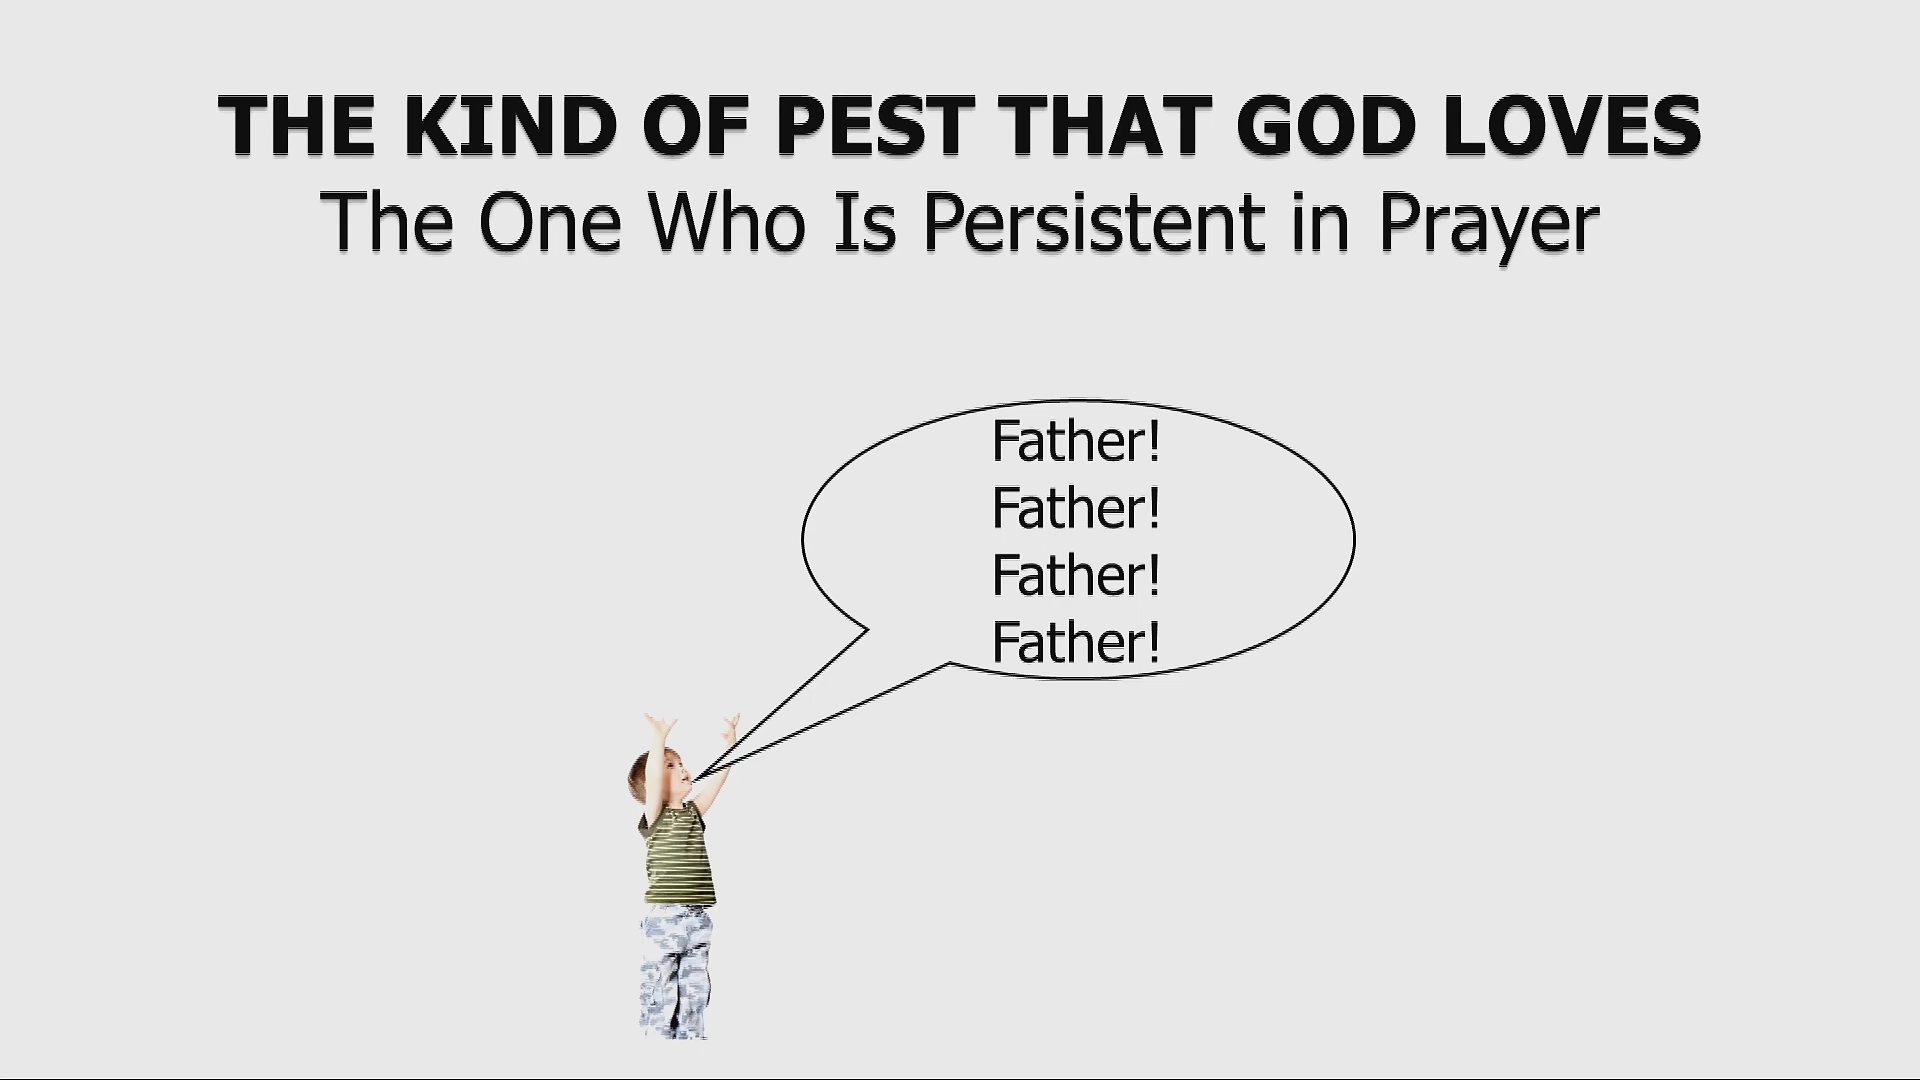 THE KIND OF PEST THAT GOD LOVES
The One Who Is Persistent in Prayer
Father!
Father!
Father!
Father!